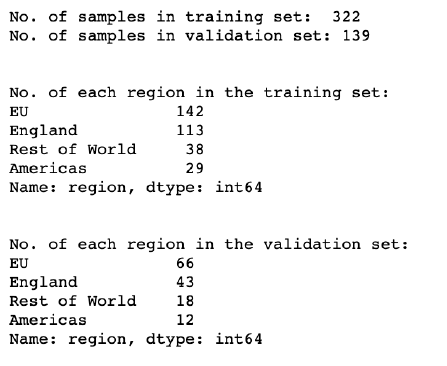 No. of samples in training set:  322
No. of samples in validation set: 139
No. of each region in the training set:
EU                 142
England            113
Rest of World       38
Americas            29
Name: region, dtype: int64
No. of each region in the validation set:
EU                 66
England            43
Rest of World      18
Americas           12
Name: region, dtype: int64